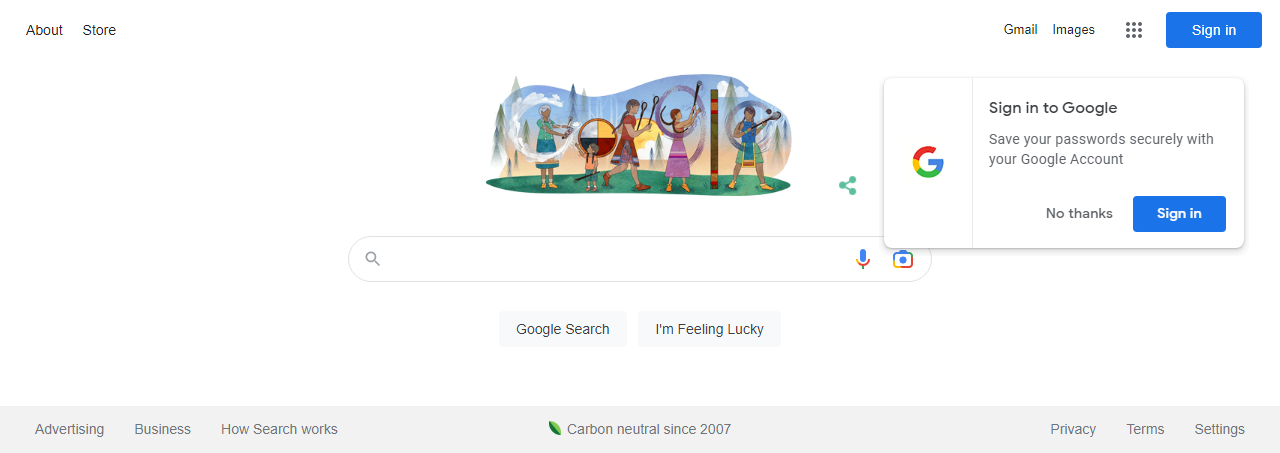 About Store
Gmail Images
Sign in
Sign in to Google
Save your passwords securely with
your Google Account
No thanks
Sign in
Google Search
I'm Feeling Lucky
Advertising Business How Search works
Carbon neutral since 2007
Privacy Terms Settings